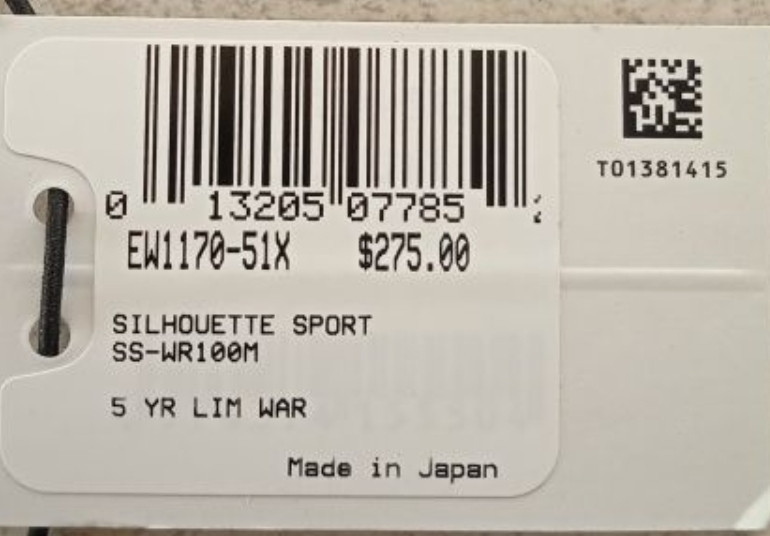 T01381415
0 13205 07785
EW1170-51X $275.00
SILHOUETTE SPORT
SS-WR100M
5 YR LIM WAR
Made in Japan